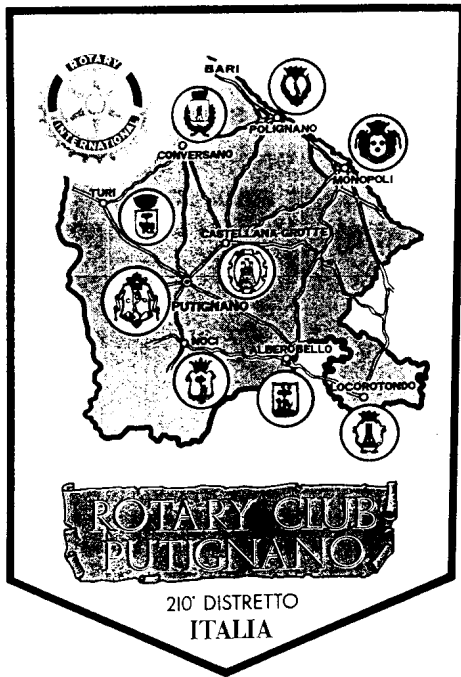 ROTARY
INTERNATIONAL
BARI
POLIGNANO
CONVERSANO
MONOPOLI
TURI
CASTELLANA-GROTTE
PUTIGNANO
NOCI
ALBEROBELLO
LOCOROTONDO
ROTARY CLUB
PUTIGNANO
210° DISTRETTO
ITALIA